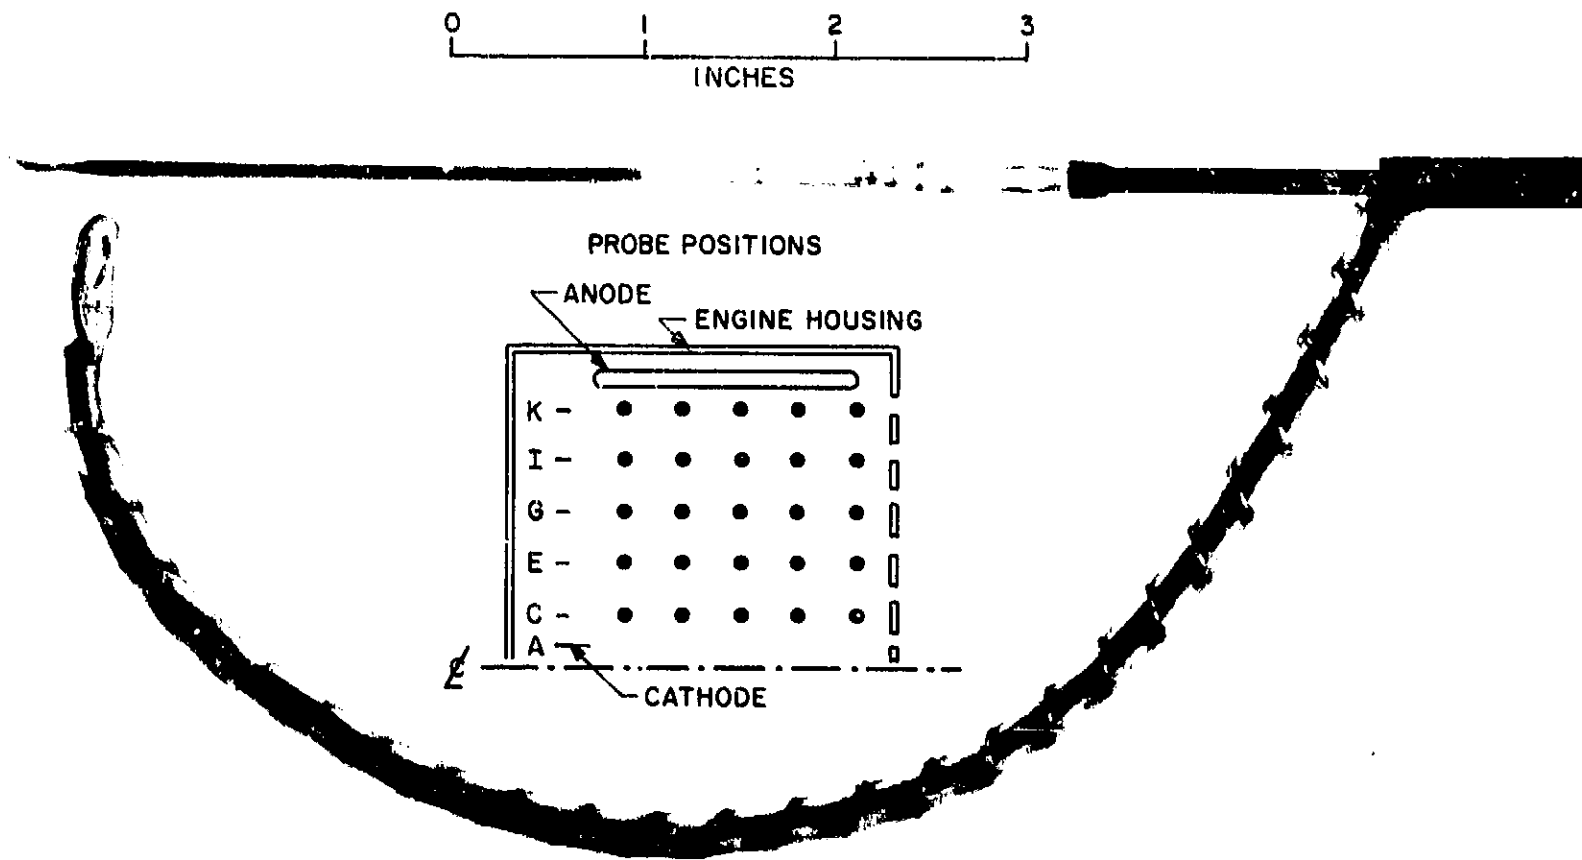 0 1 2 3
INCHES
PROBE POSITIONS
ANODE
ENGINE HOUSING
K -
I -
G -
E -
C -
A
℄
CATHODE